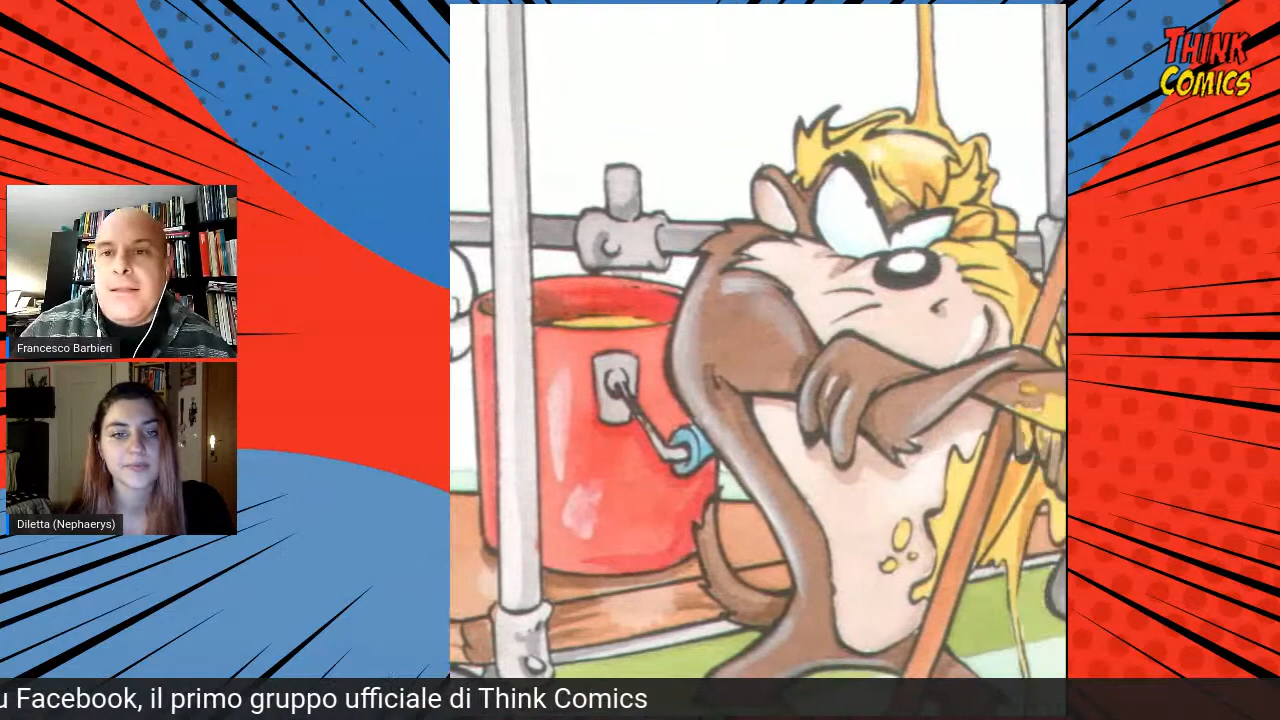 THINK
COMICS
Francesco Barbieri
Diletta (Nephaerys)
u Facebook, il primo gruppo ufficiale di Think Comics